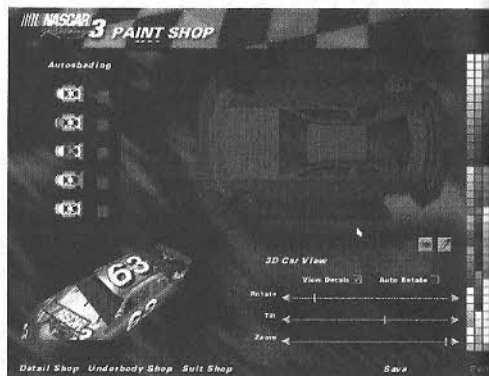 NASCAR Racing 3 PAINT SHOP
Autoshading
63
3D Car View
View Decals
Auto Rotate
Rotate
Tilt
Zoom
Detail Shop Underbody Shop Suit Shop
Save